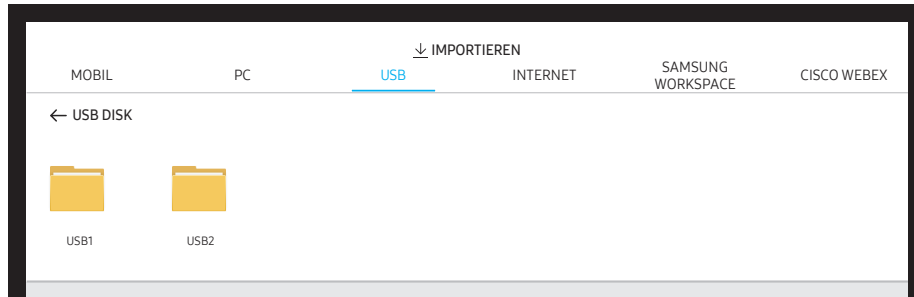 IMPORTIEREN
MOBIL PC USB INTERNET SAMSUNG WORKSPACE CISCO WEBEX
USB DISK
USB1 USB2